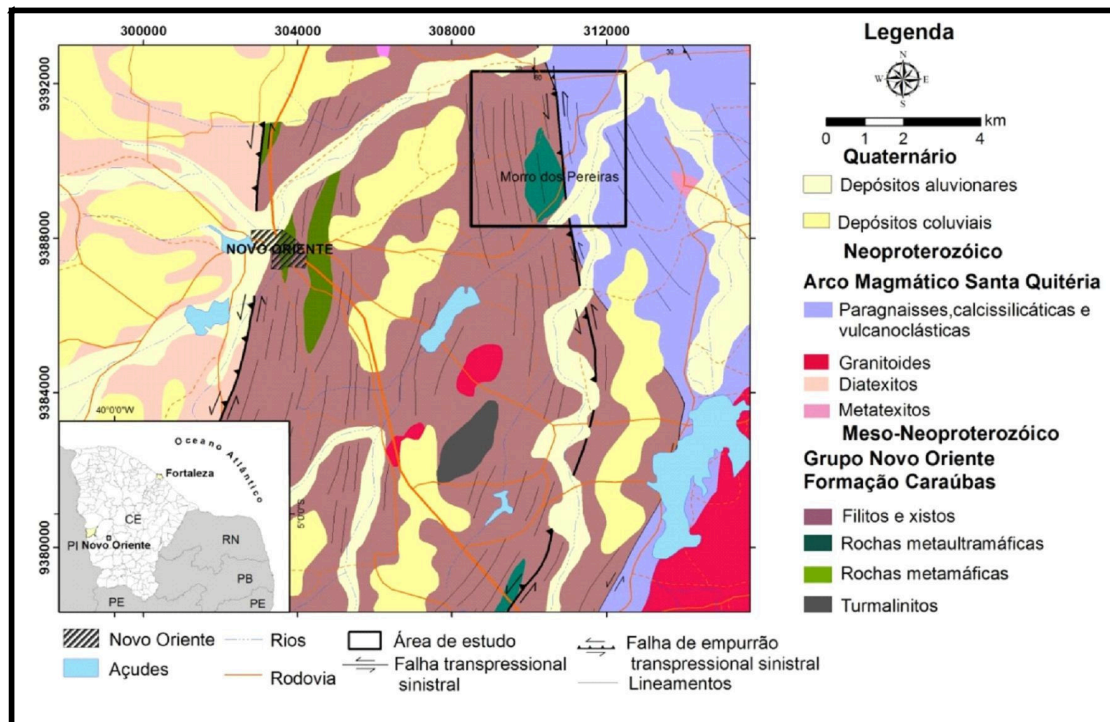 300000 304000 308000 312000
9392000
9388000
9384000
9380000
30
60
Morro dos Pereiras
NOVO ORIENTE
40°0'0"W
5°0'0"S
Oceano Atlântico
Fortaleza
CE
PI
Novo Oriente
RN
PB
PE
PE
Legenda
N
W E
S
km
0 1 2 4
Quaternário
Depósitos aluvionares
Depósitos coluviais
Neoproterozóico
Arco Magmático Santa Quitéria
Paragnaisses,calcissilicáticas e
vulcanoclásticas
Granitoides
Diatexitos
Metatexitos
Meso-Neoproterozóico
Grupo Novo Oriente
Formação Caraúbas
Filitos e xistos
Rochas metaultramáficas
Rochas metamáficas
Turmalinitos
Novo Oriente
Açudes
Rios
Rodovia
Área de estudo
Falha transpressional
sinistral
Falha de empurrão
transpressional sinistral
Lineamentos